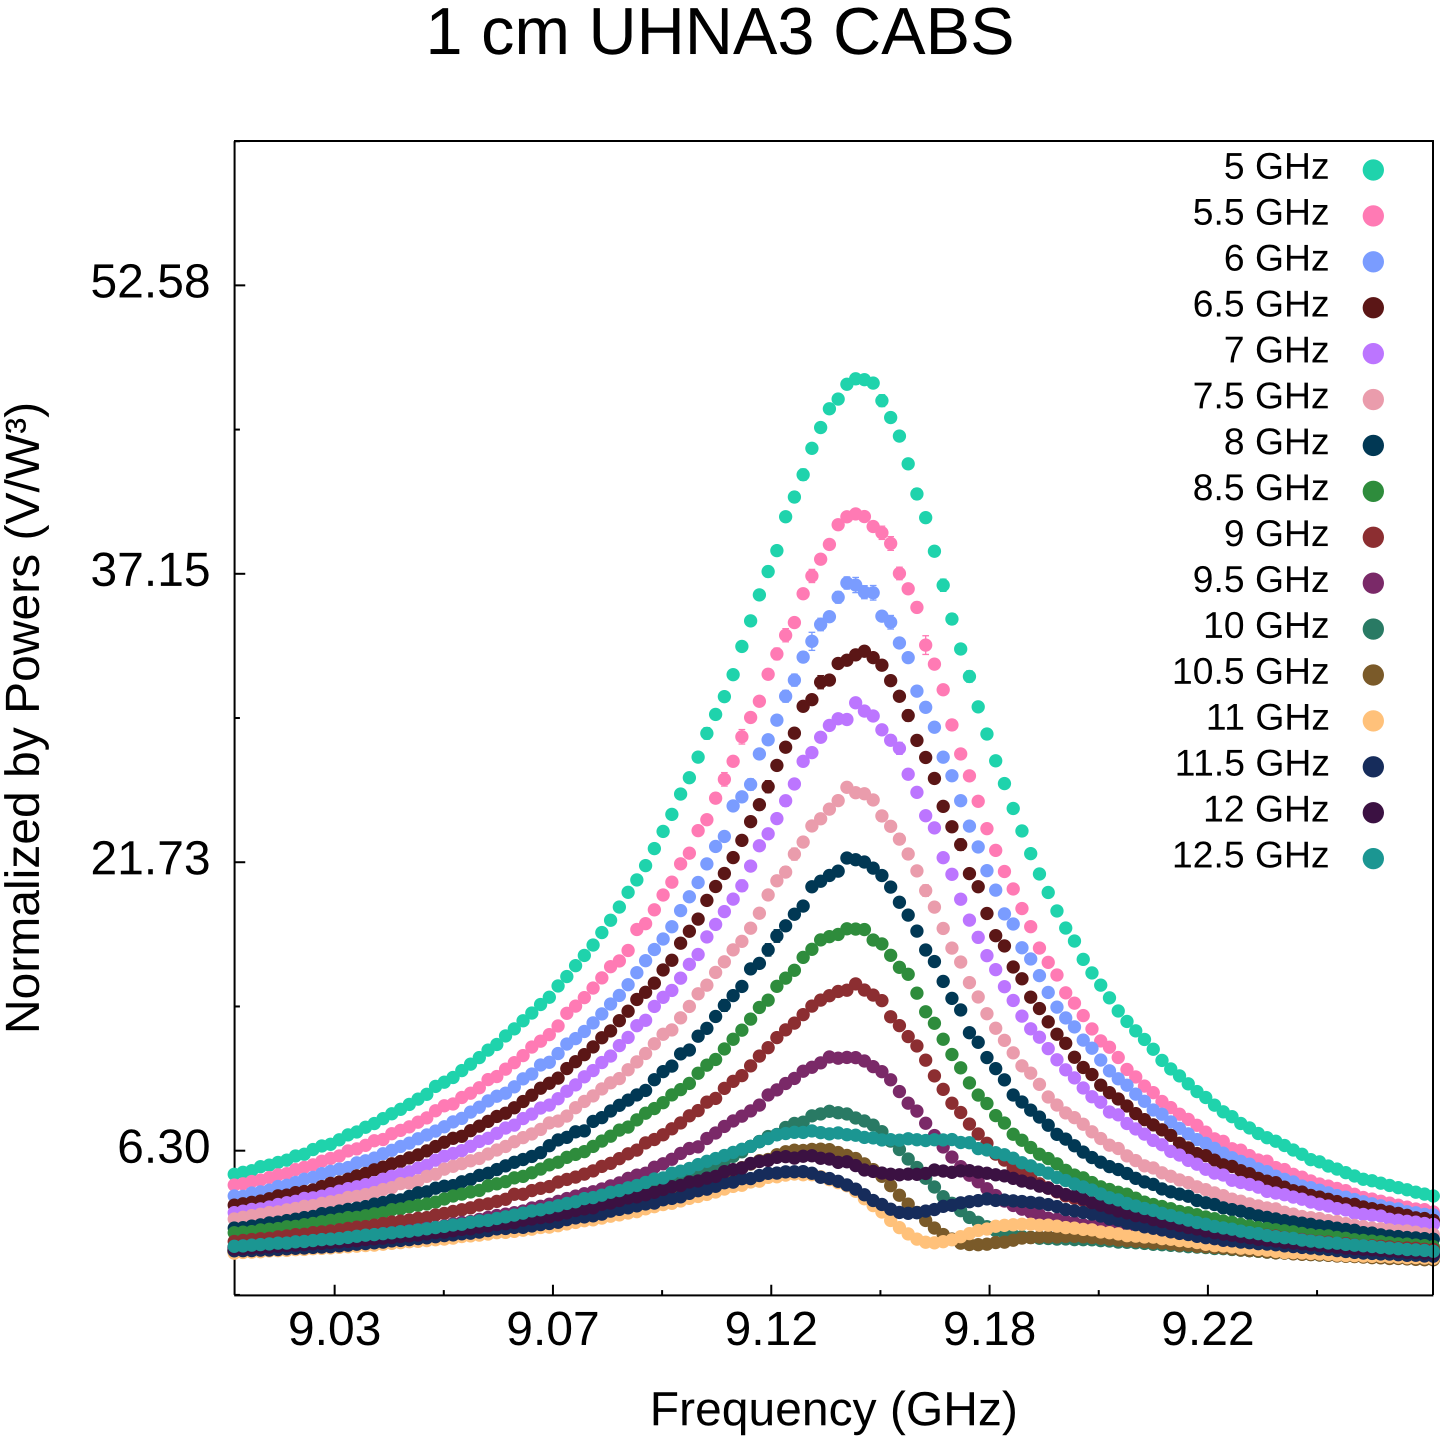 1 cm UHNA3 CABS
5 GHz
5.5 GHz
6 GHz
6.5 GHz
7 GHz
7.5 GHz
8 GHz
8.5 GHz
9 GHz
9.5 GHz
10 GHz
10.5 GHz
11 GHz
11.5 GHz
12 GHz
12.5 GHz
52.58
37.15
21.73
6.30
Normalized by Powers (V/W³)
9.03 9.07 9.12 9.18 9.22
Frequency (GHz)